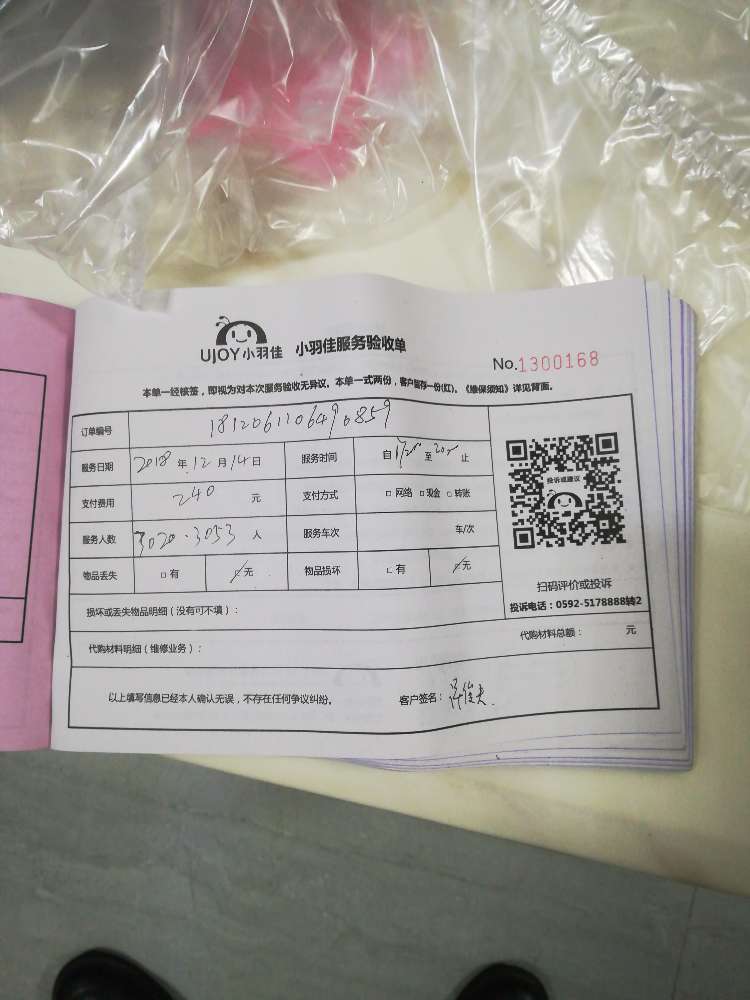 UJOY小羽佳 小羽佳服务验收单
No.1300168
本单一经核签，即视为对本次服务验收无异议。本单一式两份，客户留存一份(红)。《维保须知》详见背面。
订单编号 1812061106490859
服务日期 2018年12月14日 服务时间 自 至 止
支付费用 240 元 支付方式 □网络 □现金 □转账
服务人数 3020·3053 人 服务车次 车/次
物品丢失 □有 无 物品损坏 有 无
投诉或建议
扫码评价或投诉
投诉电话：0592-5178888转2
损坏或丢失物品明细（没有可不填）：
代购材料明细（维修业务）： 代购材料总额： 元
以上填写信息已经本人确认无误，不存在任何争议纠纷。 客户签名：